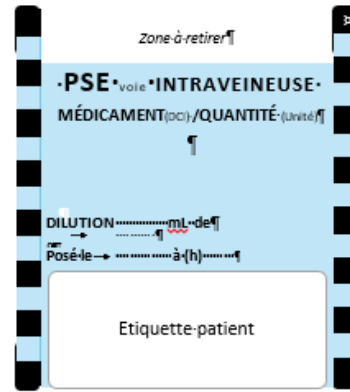 Zone à retirer¶
·PSE·voie·INTRAVEINEUSE·
MÉDICAMENT(DCI)·/QUANTITÉ·(Unité)¶
¶
DILUTION················mL··de¶
→ ···· ·······¶
Posé·le→ ··············à·(h)········¶
Etiquette·patient